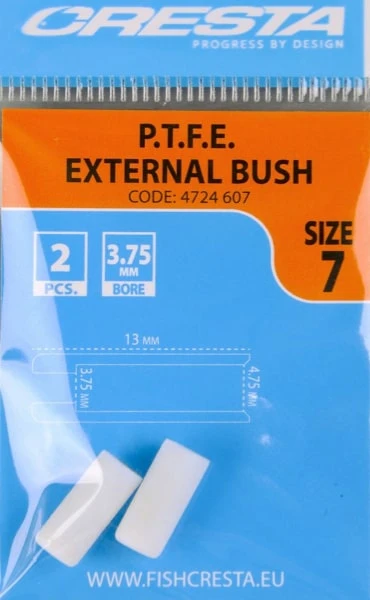 CRESTA
PROGRESS BY DESIGN
P.T.F.E.
EXTERNAL BUSH
CODE: 4724 607
SIZE
7
2
PCS.
3.75
MM
BORE
13 MM
3.75 MM
4.75 MM
WWW.FISHCRESTA.EU